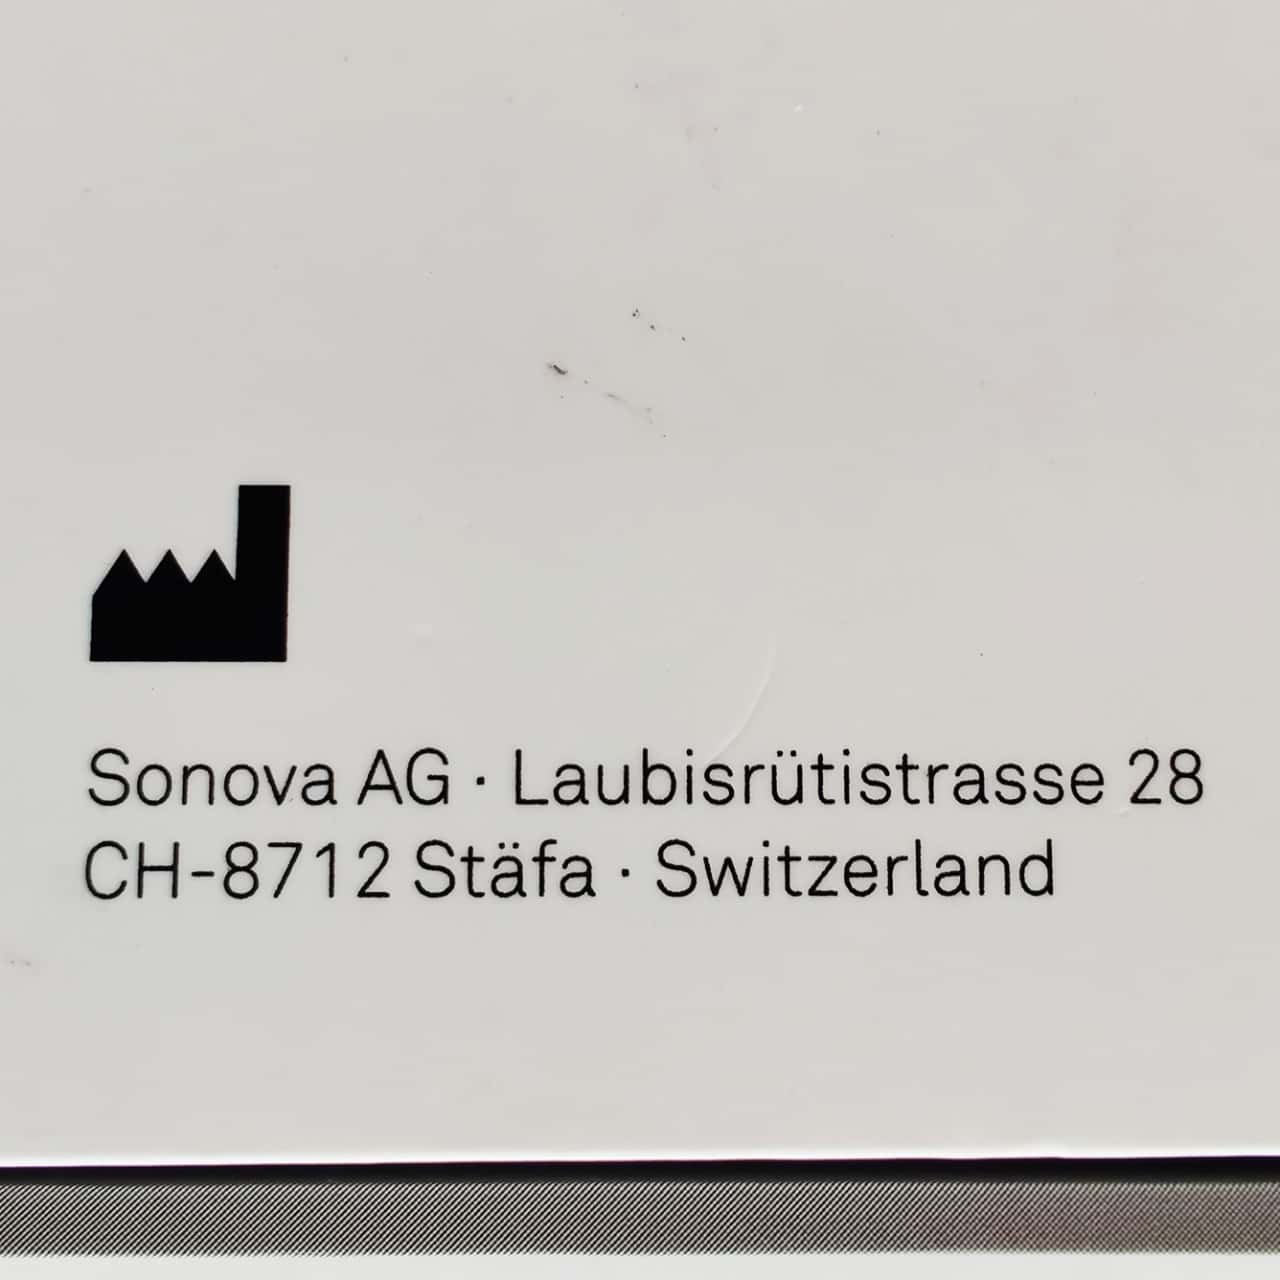 Sonova AG · Laubisrütistrasse 28
CH-8712 Stäfa · Switzerland